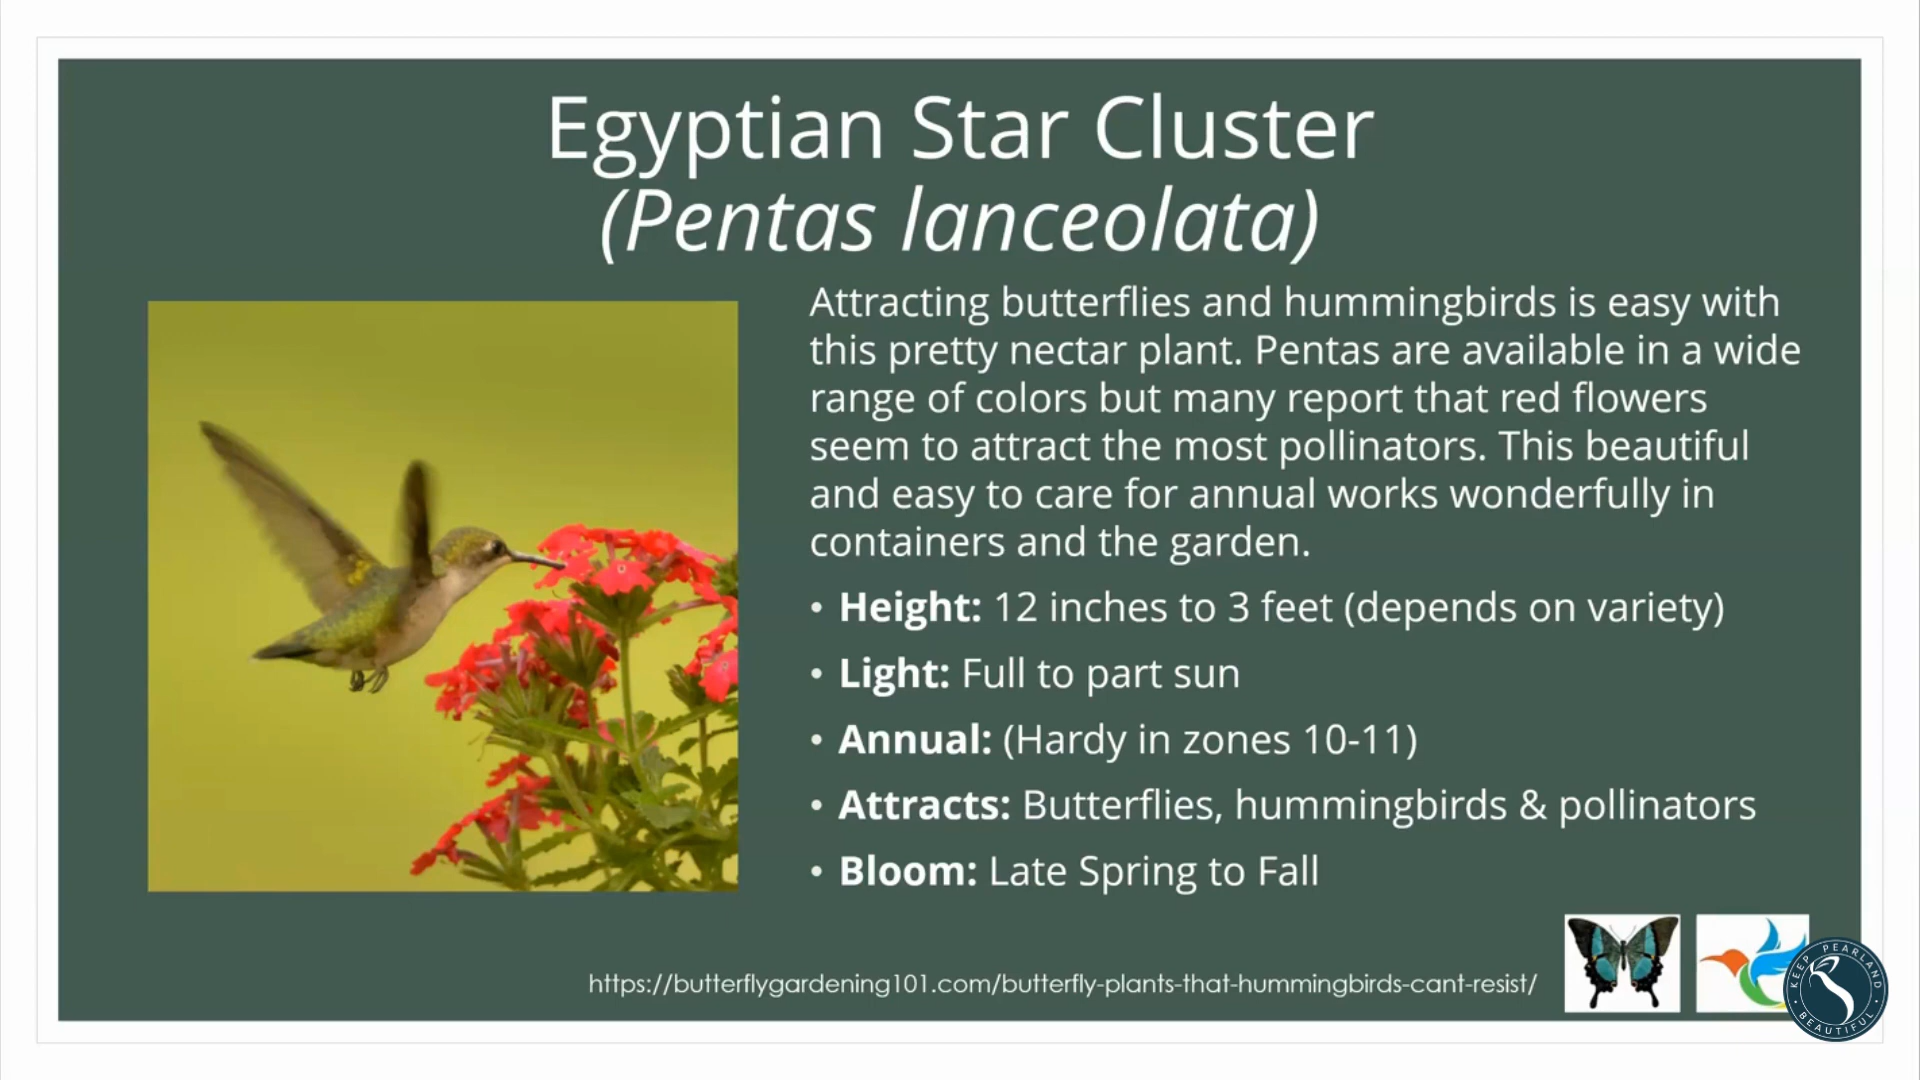 Egyptian Star Cluster
(Pentas lanceolata)
Attracting butterflies and hummingbirds is easy with
this pretty nectar plant. Pentas are available in a wide
range of colors but many report that red flowers
seem to attract the most pollinators. This beautiful
and easy to care for annual works wonderfully in
containers and the garden.
• Height: 12 inches to 3 feet (depends on variety)
• Light: Full to part sun
• Annual: (Hardy in zones 10-11)
• Attracts: Butterflies, hummingbirds & pollinators
• Bloom: Late Spring to Fall
https://butterflygardening101.com/butterfly-plants-that-hummingbirds-cant-resist/
KEEP PEARLAND
BEAUTIFUL